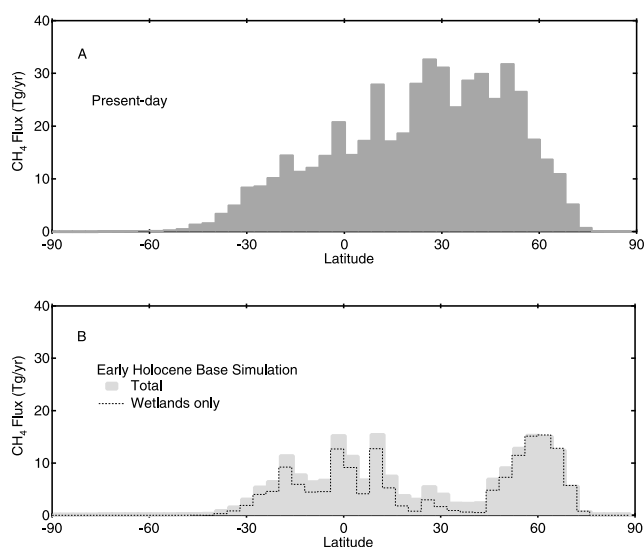 40
A
30
Present-day
20
10
0
CH4 Flux (Tg/yr)
-90 -60 -30 0 30 60 90
Latitude
40
B
30
Early Holocene Base Simulation
Total
20
Wetlands only
10
0
CH4 Flux (Tg/yr)
-90 -60 -30 0 30 60 90
Latitude